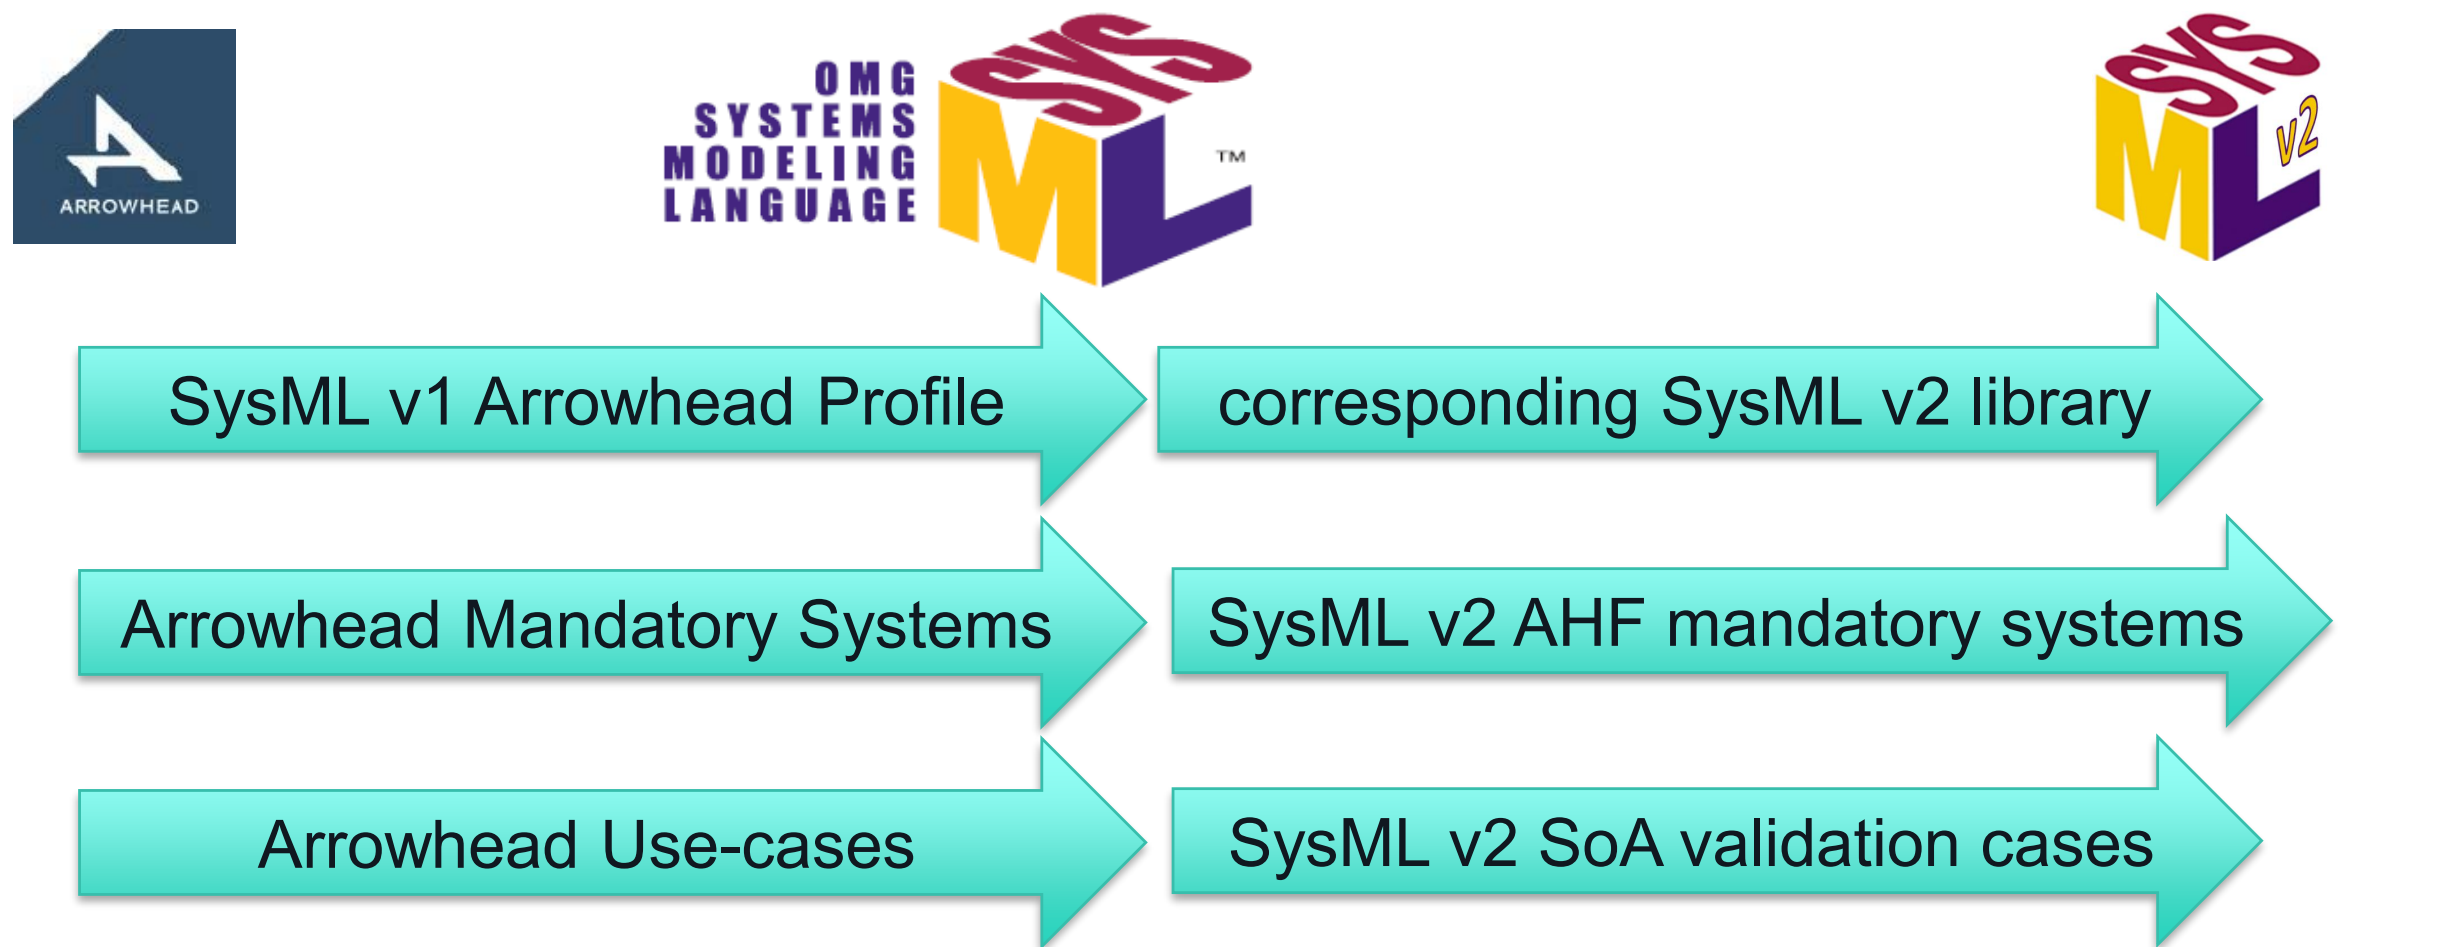 ARROWHEAD
OMG
SYSTEMS
MODELING
LANGUAGE
SYS
ML
TM
SYS
ML
v2
SysML v1 Arrowhead Profile
corresponding SysML v2 library
Arrowhead Mandatory Systems
SysML v2 AHF mandatory systems
Arrowhead Use-cases
SysML v2 SoA validation cases